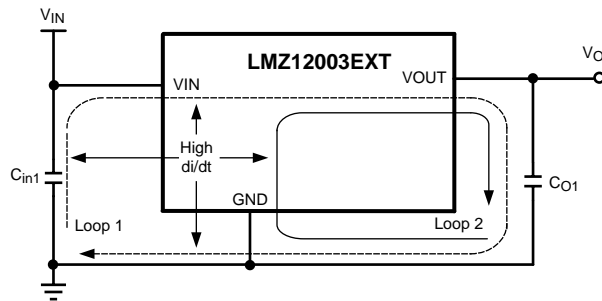 VIN
LMZ12003EXT
VO
VIN
VOUT
High
di/dt
Cin1
CO1
GND
Loop 1
Loop 2